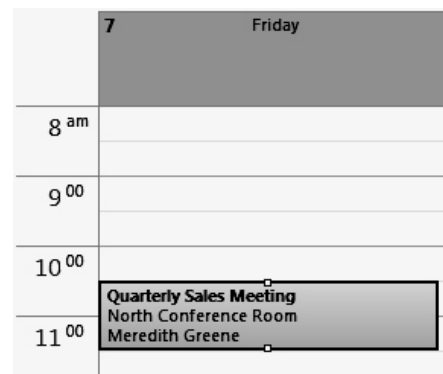 7 Friday
8 am
9 00
10 00
Quarterly Sales Meeting
North Conference Room
11 00
Meredith Greene